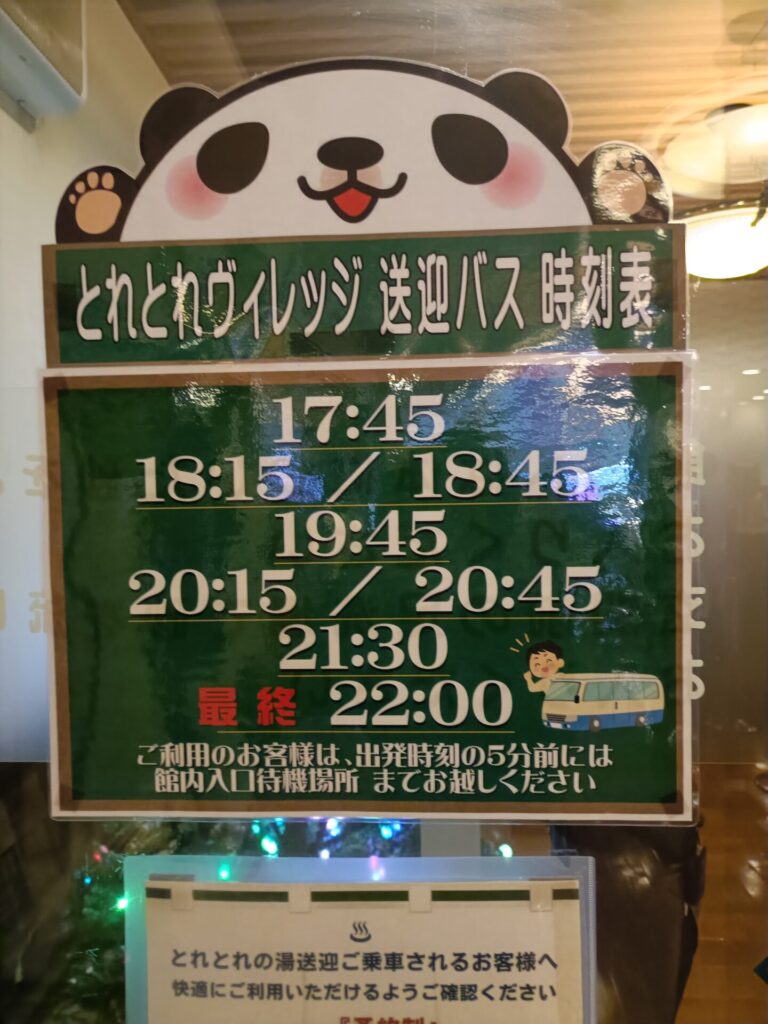 とれとれヴィレッジ 送迎バス 時刻表
17:45
18:15 / 18:45
19:45
20:15 / 20:45
21:30
最終 22:00
ご利用のお客様は、出発時刻の5分前には
館内入口待機場所 までお越しください
とれとれの湯送迎ご乗車されるお客様へ
快適にご利用いただけるようご確認ください
『予約制』